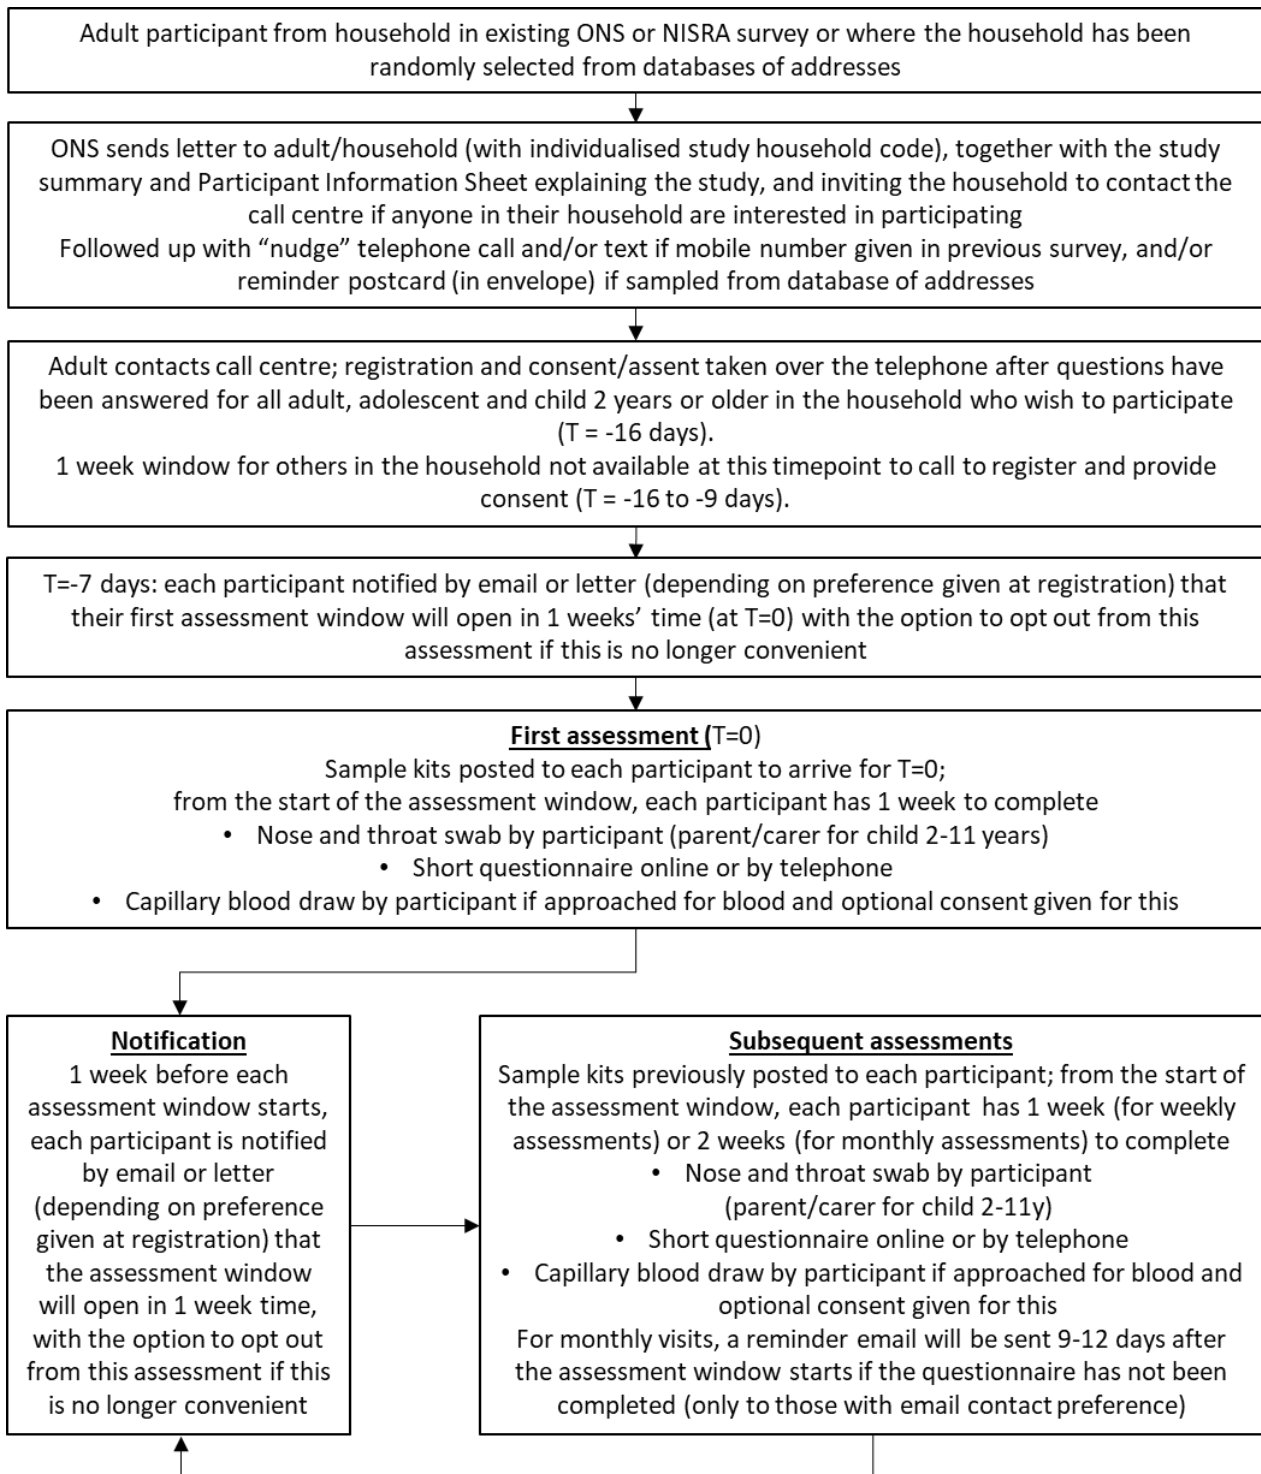 Adult participant from household in existing ONS or NISRA survey or where the household has been
randomly selected from databases of addresses
ONS sends letter to adult/household (with individualised study household code), together with the study
summary and Participant Information Sheet explaining the study, and inviting the household to contact the
call centre if anyone in their household are interested in participating
Followed up with “nudge” telephone call and/or text if mobile number given in previous survey, and/or
reminder postcard (in envelope) if sampled from database of addresses
Adult contacts call centre; registration and consent/assent taken over the telephone after questions have
been answered for all adult, adolescent and child 2 years or older in the household who wish to participate
(T = -16 days).
1 week window for others in the household not available at this timepoint to call to register and provide
consent (T = -16 to -9 days).
T=-7 days: each participant notified by email or letter (depending on preference given at registration) that
their first assessment window will open in 1 weeks’ time (at T=0) with the option to opt out from this
assessment if this is no longer convenient
First assessment (T=0)
Sample kits posted to each participant to arrive for T=0;
from the start of the assessment window, each participant has 1 week to complete
• Nose and throat swab by participant (parent/carer for child 2-11 years)
• Short questionnaire online or by telephone
• Capillary blood draw by participant if approached for blood and optional consent given for this
Notification
1 week before each
assessment window starts,
each participant is notified
by email or letter
(depending on preference
given at registration) that
the assessment window
will open in 1 week time,
with the option to opt out
from this assessment if this
is no longer convenient
Subsequent assessments
Sample kits previously posted to each participant; from the start of
the assessment window, each participant has 1 week (for weekly
assessments) or 2 weeks (for monthly assessments) to complete
• Nose and throat swab by participant
(parent/carer for child 2-11y)
• Short questionnaire online or by telephone
• Capillary blood draw by participant if approached for blood and
optional consent given for this
For monthly visits, a reminder email will be sent 9-12 days after
the assessment window starts if the questionnaire has not been
completed (only to those with email contact preference)